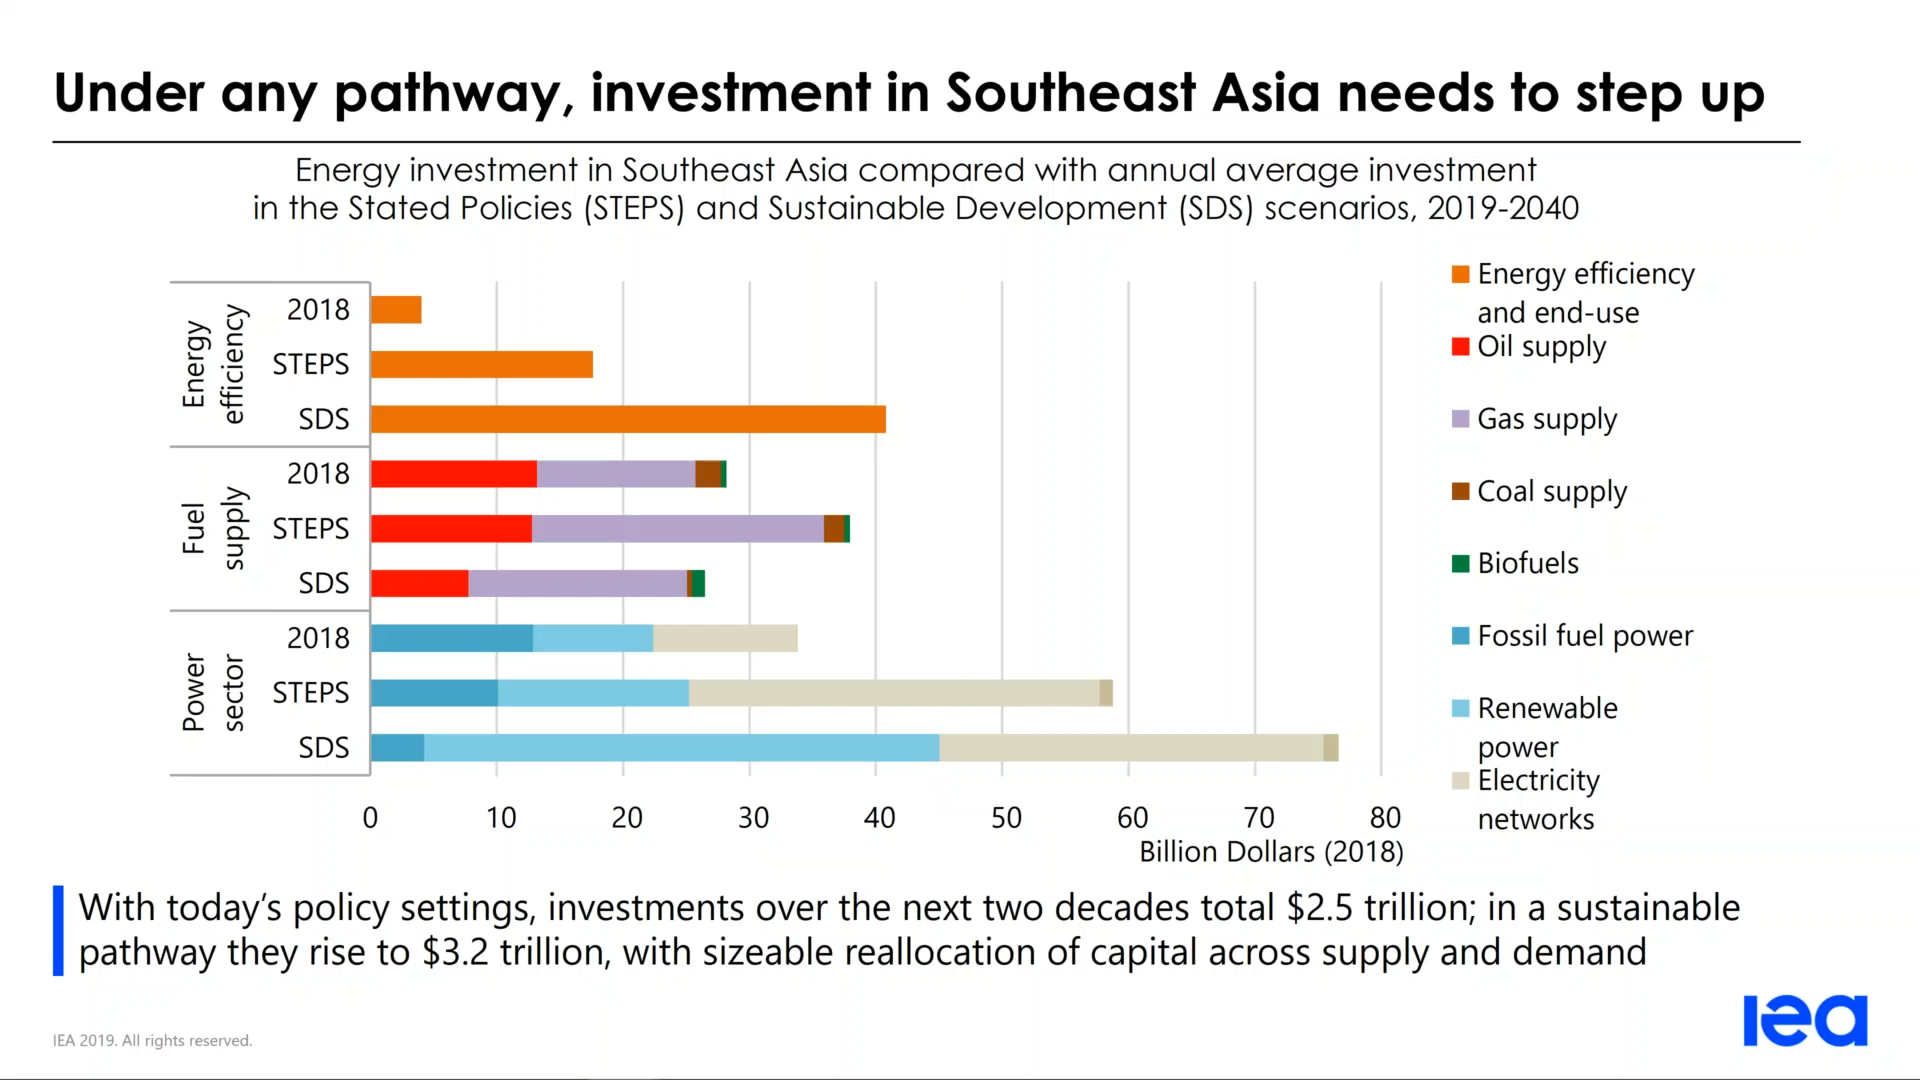 Under any pathway, investment in Southeast Asia needs to step up
Energy investment in Southeast Asia compared with annual average investment
in the Stated Policies (STEPS) and Sustainable Development (SDS) scenarios, 2019-2040
Energy
efficiency
2018
STEPS
SDS
Fuel
supply
2018
STEPS
SDS
Power
sector
2018
STEPS
SDS
0 10 20 30 40 50 60 70 80
Billion Dollars (2018)
Energy efficiency
and end-use
Oil supply
Gas supply
Coal supply
Biofuels
Fossil fuel power
Renewable
power
Electricity
networks
With today’s policy settings, investments over the next two decades total $2.5 trillion; in a sustainable
pathway they rise to $3.2 trillion, with sizeable reallocation of capital across supply and demand
IEA 2019. All rights reserved.
iea